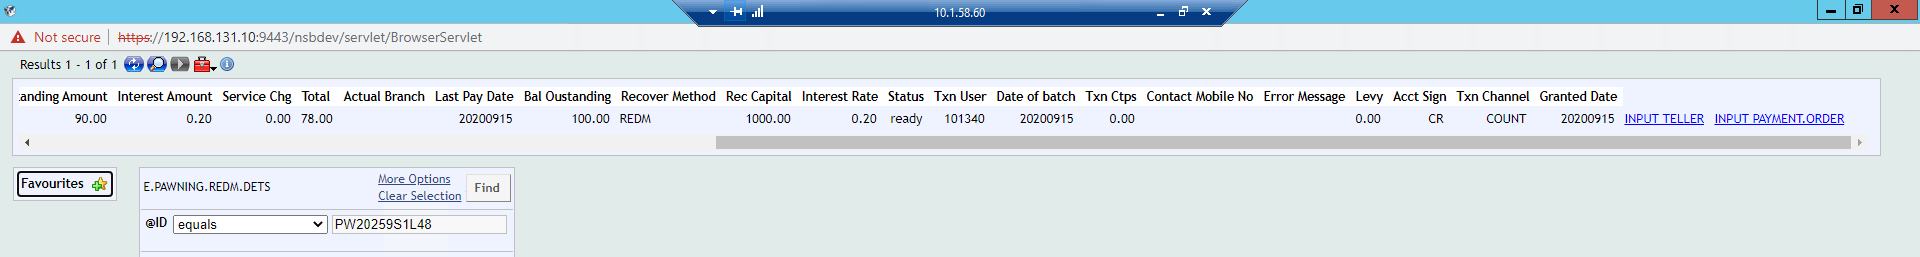 10.1.58.60
Not secure https://192.168.131.10:9443/nsbdev/servlet/BrowserServlet
Results 1 - 1 of 1
anding Amount Interest Amount Service Chg Total Actual Branch Last Pay Date Bal Oustanding Recover Method Rec Capital Interest Rate Status Txn User Date of batch Txn Ctps Contact Mobile No Error Message Levy Acct Sign Txn Channel Granted Date
90.00 0.20 0.00 78.00 20200915 100.00 REDM 1000.00 0.20 ready 101340 20200915 0.00 0.00 CR COUNT 20200915 INPUT TELLER INPUT PAYMENT.ORDER
Favourites
E.PAWNING.REDM.DETS
More Options
Clear Selection
Find
@ID equals PW20259S1L48